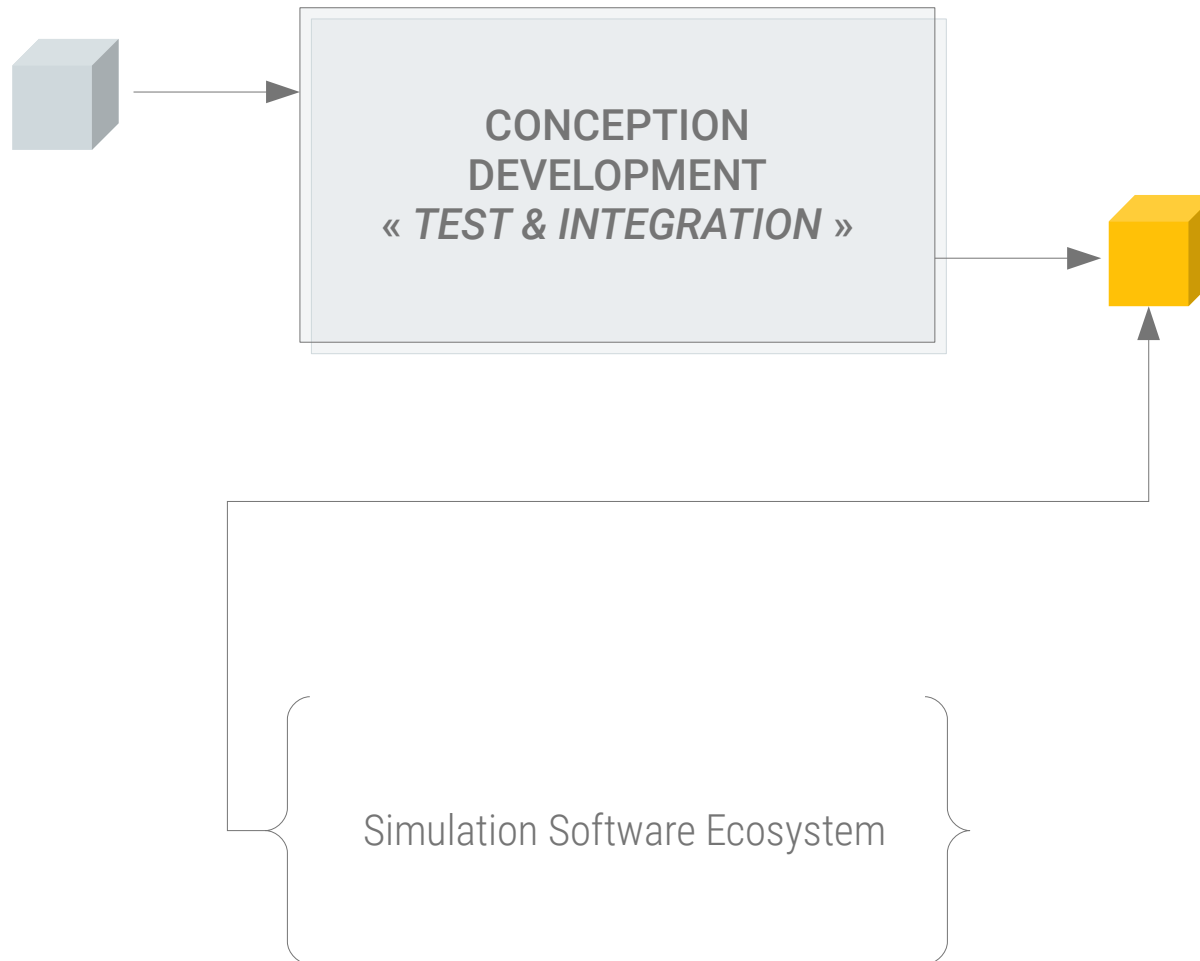 CONCEPTION
DEVELOPMENT
« TEST & INTEGRATION »
Simulation Software Ecosystem